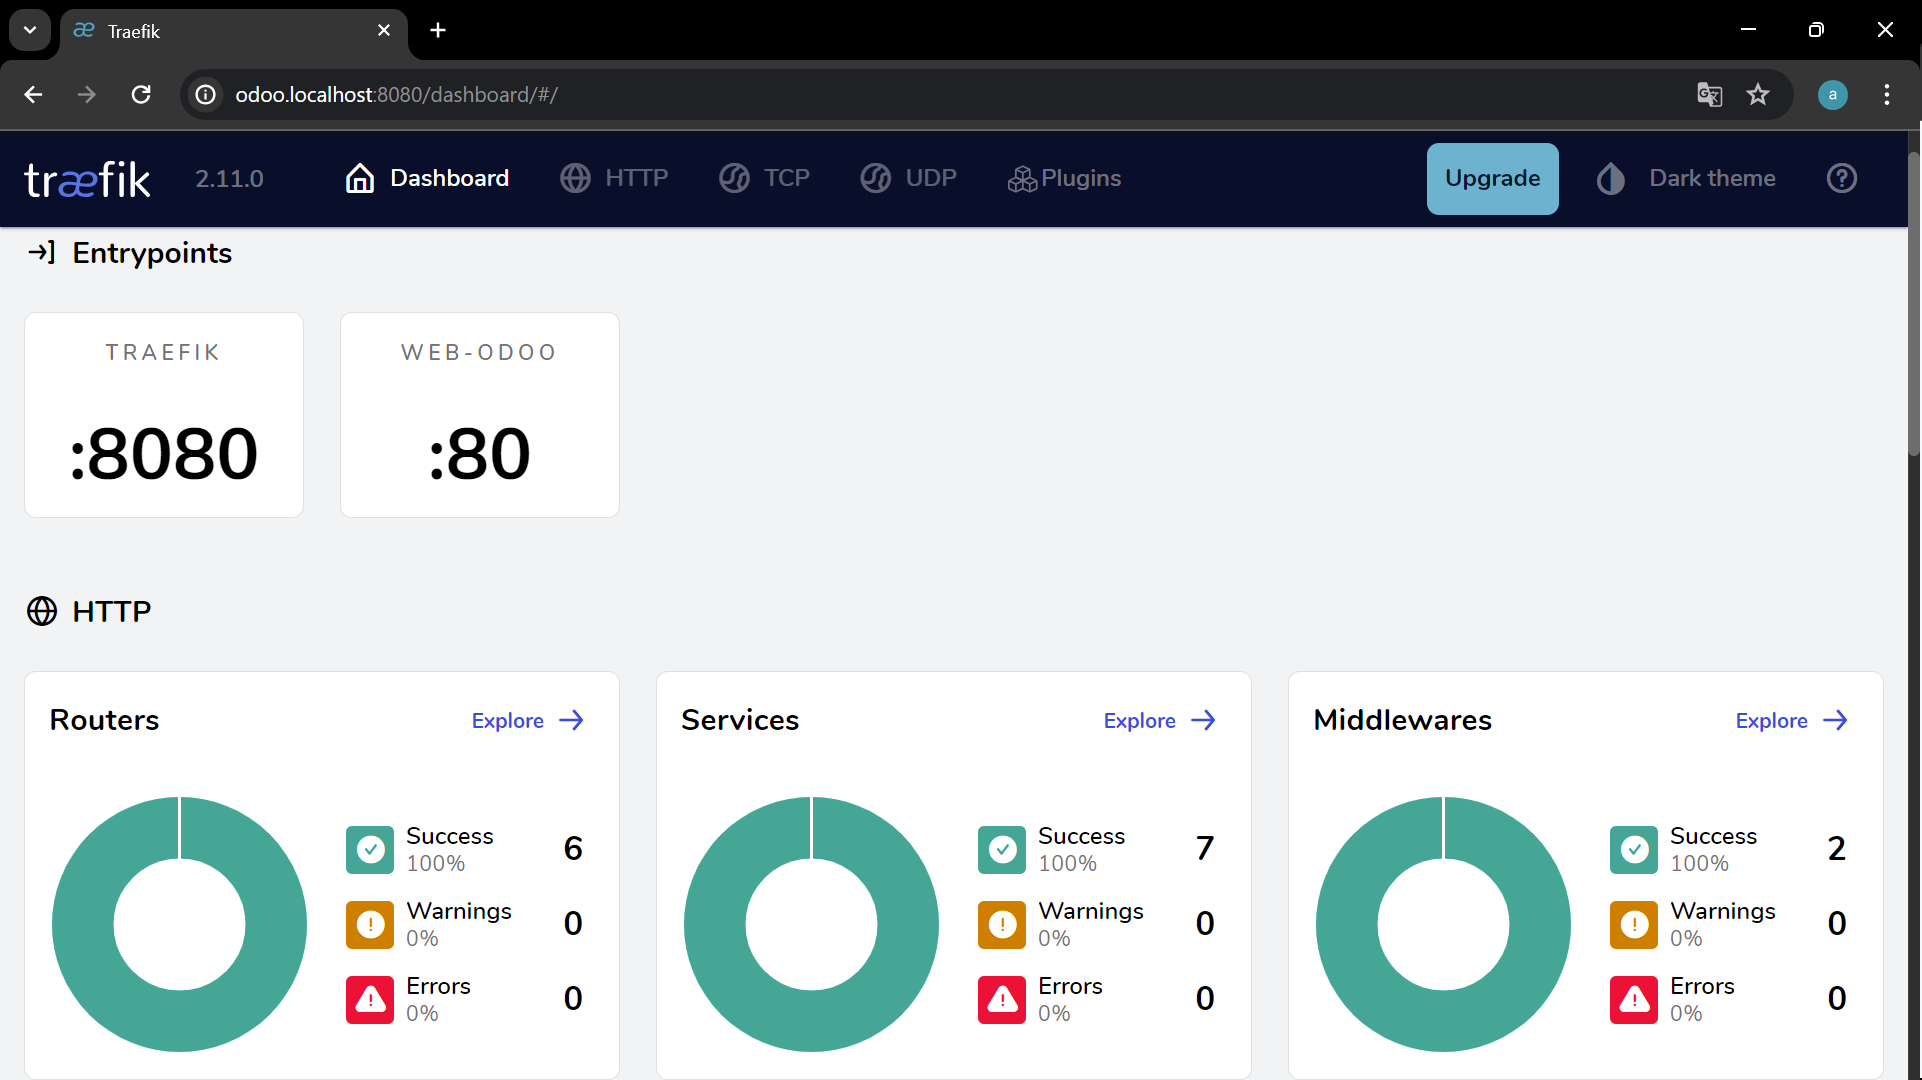 Traefik
odoo.localhost:8080/dashboard/#/
a
træfik 2.11.0 Dashboard HTTP TCP UDP Plugins Upgrade Dark theme
Entrypoints
TRAEFIK
:8080
WEB-ODOO
:80
HTTP
Routers Explore
Success 6
100%
Warnings 0
0%
Errors 0
0%
Services Explore
Success 7
100%
Warnings 0
0%
Errors 0
0%
Middlewares Explore
Success 2
100%
Warnings 0
0%
Errors 0
0%